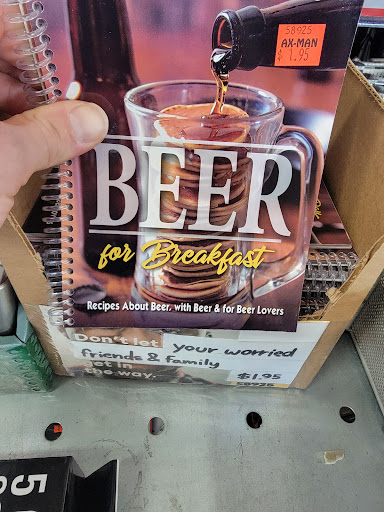 58925
AX-MAN
$1.95
BEER
for Breakfast
Recipes About Beer, with Beer & for Beer Lovers
Don't let your worried
friends & family
get in
the way.
$1.95
58925